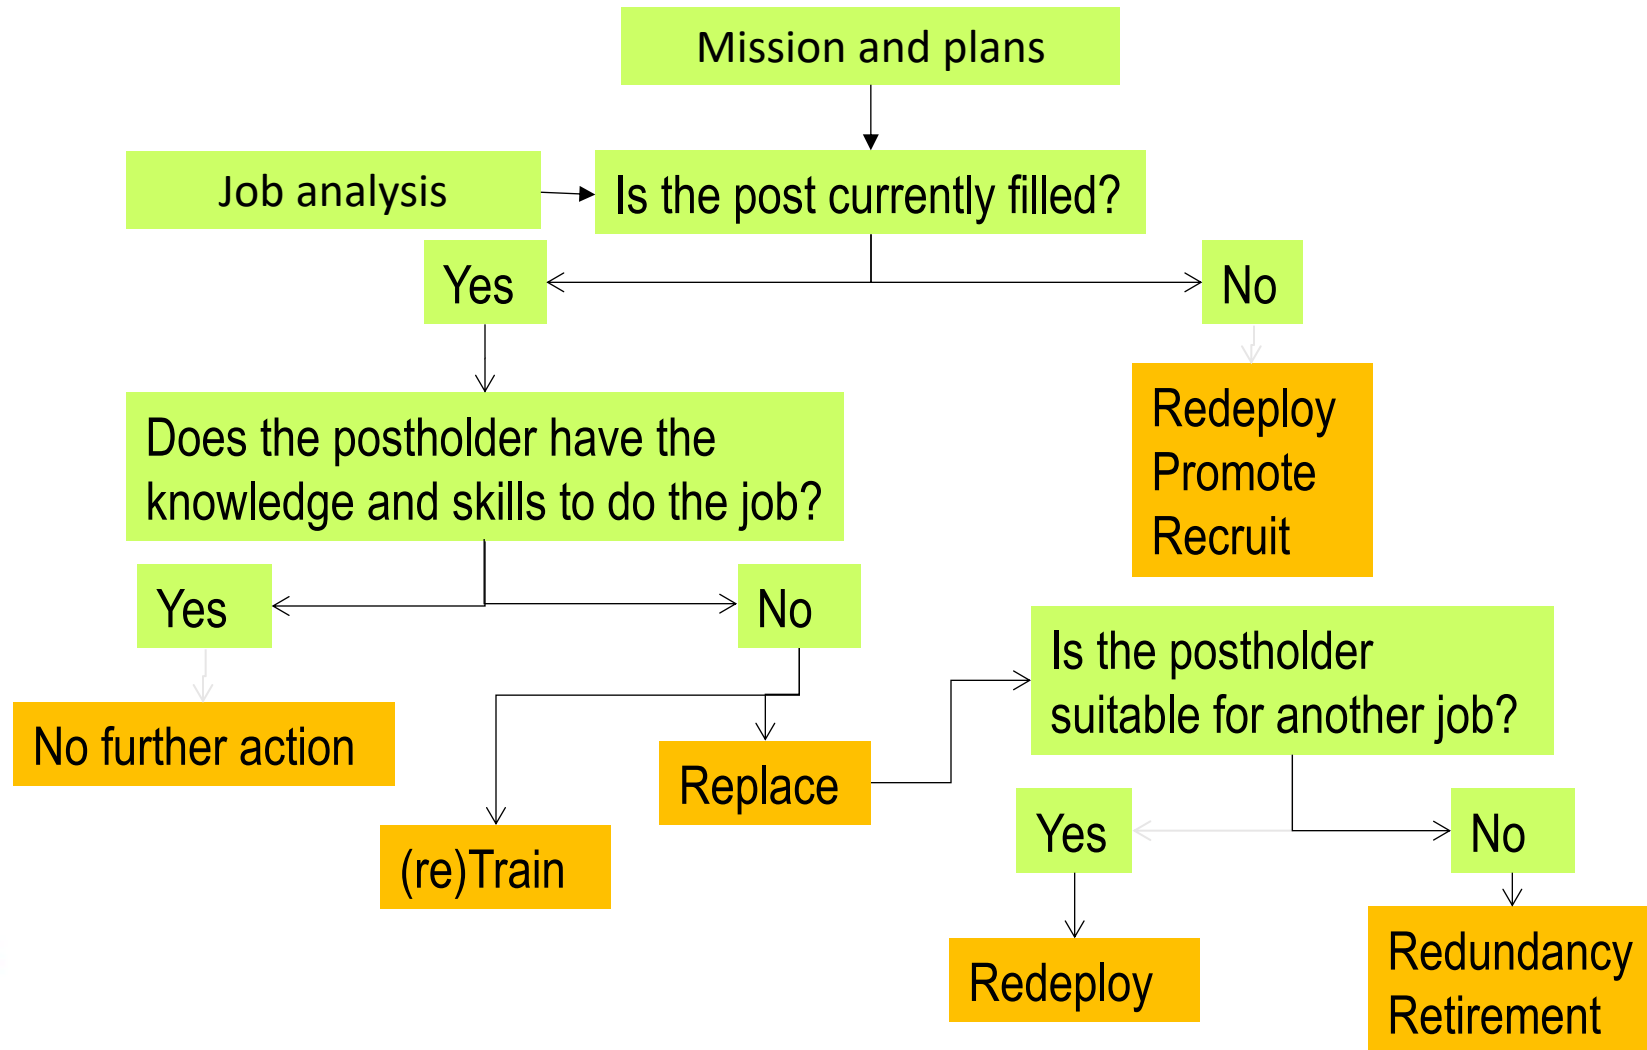 Mission and plans
Job analysis
Is the post currently filled?
Yes
No
Redeploy
Promote
Recruit
Does the postholder have the
knowledge and skills to do the job?
Yes
No
No further action
(re)Train
Replace
Is the postholder
suitable for another job?
Yes
No
Redeploy
Redundancy
Retirement